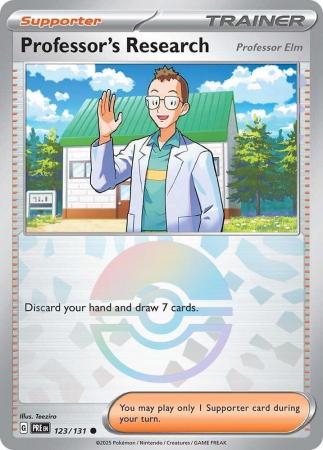 Supporter
TRAINER
Professor's Research
Professor Elm
Discard your hand and draw 7 cards.
Illus. Teeziro
G PRE EN 123/131
You may play only 1 Supporter card during
your turn.
©2025 Pokémon / Nintendo / Creatures / GAME FREAK